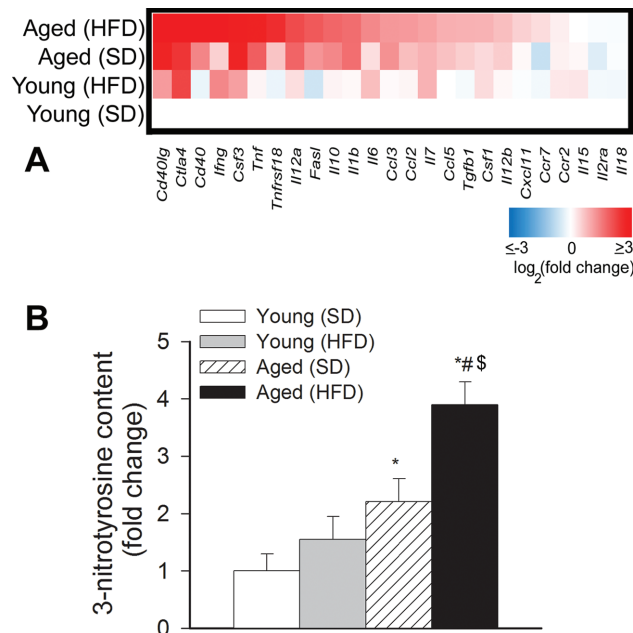 Aged (HFD)
Aged (SD)
Young (HFD)
Young (SD)
A
Cd40lg
Ctla4
Cd40
Ifng
Csf3
Tnf
Tnfrsf18
Il12a
Fasl
Il10
Il1b
Il6
Ccl3
Ccl2
Il7
Ccl5
Tgfb1
Csf1
Il12b
Cxcl11
Ccr7
Ccr2
Il15
Il2ra
Il18
≤-3 0 ≥3
log2(fold change)
B
Young (SD)
Young (HFD)
Aged (SD)
Aged (HFD)
3-nitrotyrosine content
(fold change)
5
4
3
2
1
0
*
*# $